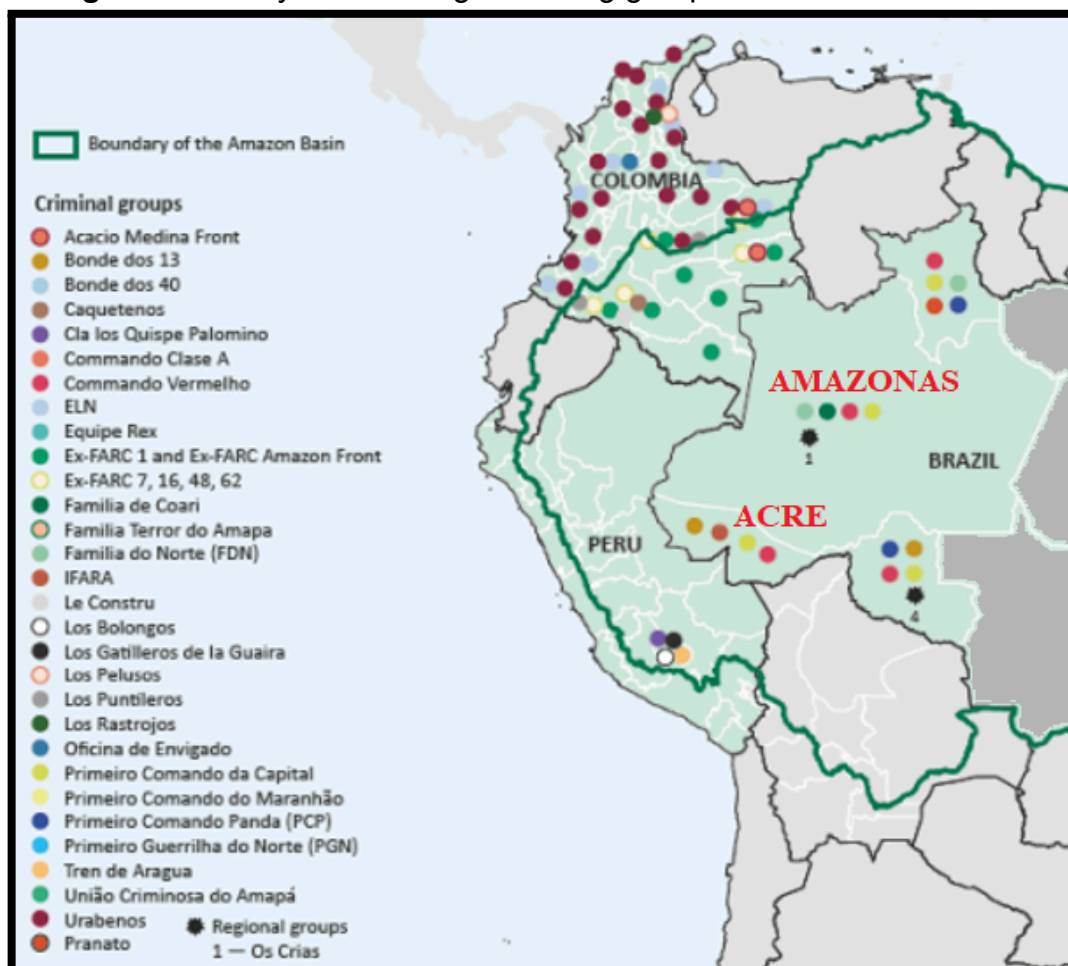 Boundary of the Amazon Basin
Criminal groups
Acacio Medina Front
Bonde dos 13
Bonde dos 40
Caquetenos
Cla los Quispe Palomino
Commando Clase A
Commando Vermelho
ELN
Equipe Rex
Ex-FARC 1 and Ex-FARC Amazon Front
Ex-FARC 7, 16, 48, 62
Familia de Coari
Familia Terror do Amapa
Familia do Norte (FDN)
IFARA
Le Constru
Los Bolongos
Los Gatilleros de la Guaira
Los Pelusos
Los Puntileros
Los Rastrojos
Oficina de Envigado
Primeiro Comando da Capital
Primeiro Comando do Maranhão
Primeiro Comando Panda (PCP)
Primeiro Guerrilha do Norte (PGN)
Tren de Aragua
União Criminosa do Amapá
Urabenos
Pranato
Regional groups
1 — Os Crias
COLOMBIA
AMAZONAS
1
BRAZIL
ACRE
PERU
4